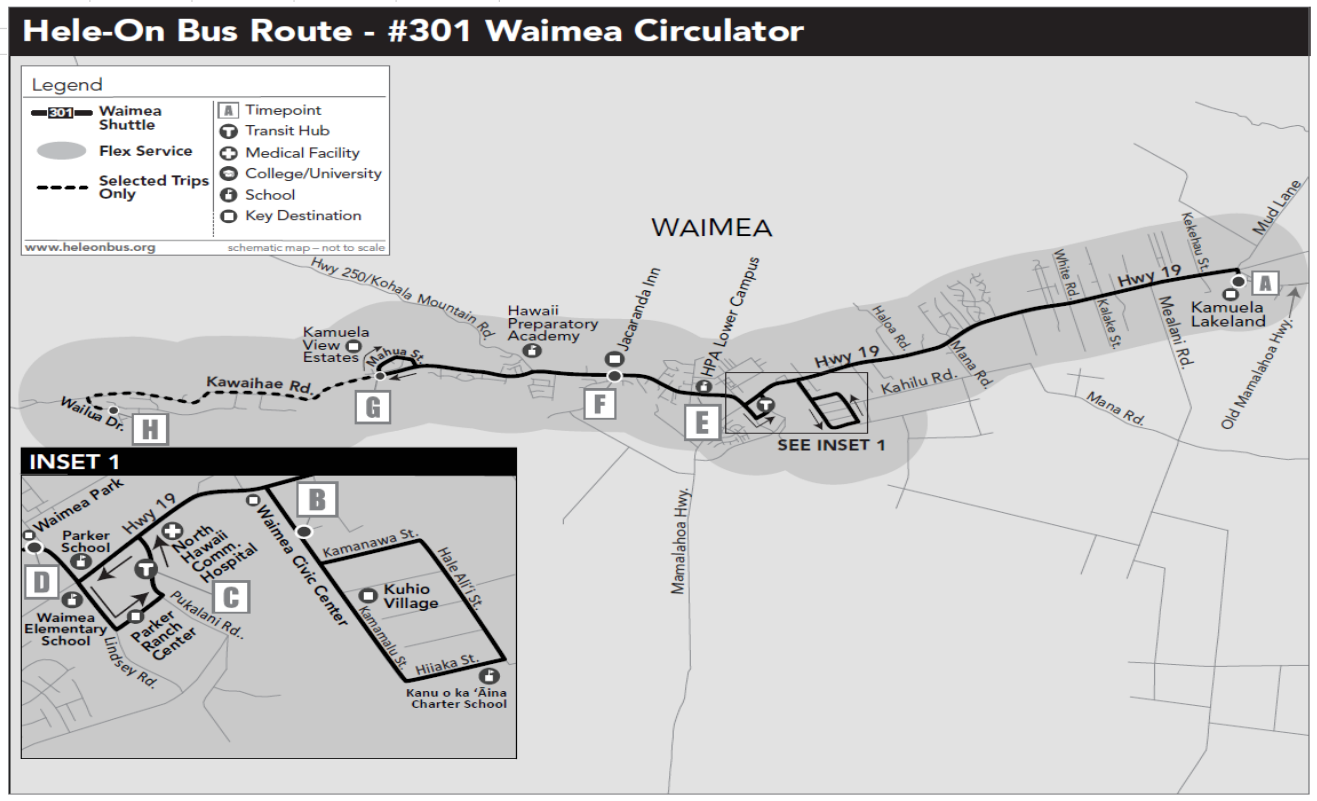 Hele-On Bus Route - #301 Waimea Circulator
Legend
301
Waimea
Shuttle
Flex Service
Selected Trips
Only
A Timepoint
T Transit Hub
Medical Facility
College/University
School
Key Destination
www.heleonbus.org
schematic map – not to scale
WAIMEA
Hwy 250/Kohala Mountain Rd.
Hawaii
Preparatory
Academy
Jacaranda Inn
HPA Lower Campus
Kamuela
View
Estates
Mahua St.
Kawaihae Rd.
Wailua Dr.
H
G
F
E
SEE INSET 1
Hwy 19
Haloa Rd.
Mana Rd.
Kahilu Rd.
White Rd.
Kalake St.
Hwy 19
Kekehau St.
Mealani Rd.
Mud Lane
A
Kamuela
Lakeland
Old Mamalahoa Hwy.
Mana Rd.
Mamalahoa Hwy.
T
INSET 1
Waimea Park
Hwy 19
Parker
School
D
Waimea
Elementary
School
North
Hawaii
Comm.
Hospital
T
C
Pukalani Rd..
Parker
Ranch
Center
Lindsey Rd.
B
Waimea Civic Center
Kamanawa St.
Hale Ali'i St.
Kuhio
Village
Kamamalu St.
Hiiaka St.
Kanu o ka ‘Āina
Charter School